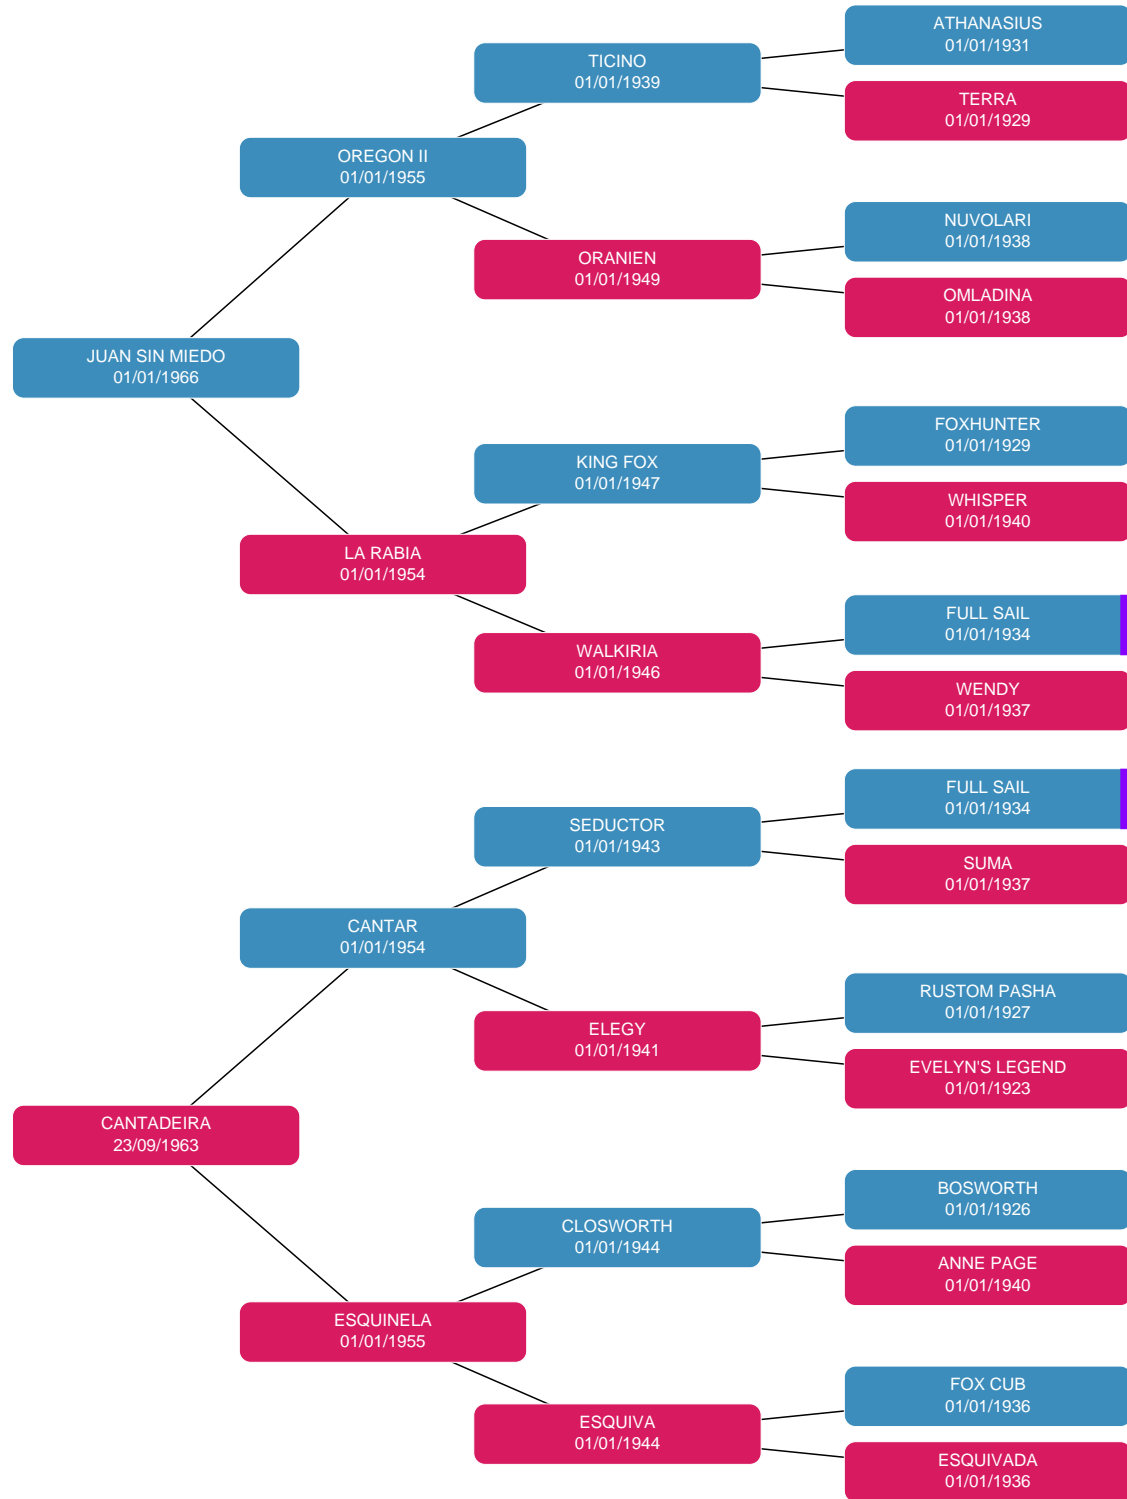 ATHANASIUS
01/01/1931
TICINO
01/01/1939
TERRA
01/01/1929
OREGON II
01/01/1955
NUVOLARI
01/01/1938
ORANIEN
01/01/1949
OMLADINA
01/01/1938
JUAN SIN MIEDO
01/01/1966
FOXHUNTER
01/01/1929
KING FOX
01/01/1947
WHISPER
01/01/1940
LA RABIA
01/01/1954
FULL SAIL
01/01/1934
WALKIRIA
01/01/1946
WENDY
01/01/1937
FULL SAIL
01/01/1934
SEDUCTOR
01/01/1943
SUMA
01/01/1937
CANTAR
01/01/1954
RUSTOM PASHA
01/01/1927
ELEGY
01/01/1941
EVELYN'S LEGEND
01/01/1923
CANTADEIRA
23/09/1963
BOSWORTH
01/01/1926
CLOSWORTH
01/01/1944
ANNE PAGE
01/01/1940
ESQUINELA
01/01/1955
FOX CUB
01/01/1936
ESQUIVA
01/01/1944
ESQUIVADA
01/01/1936